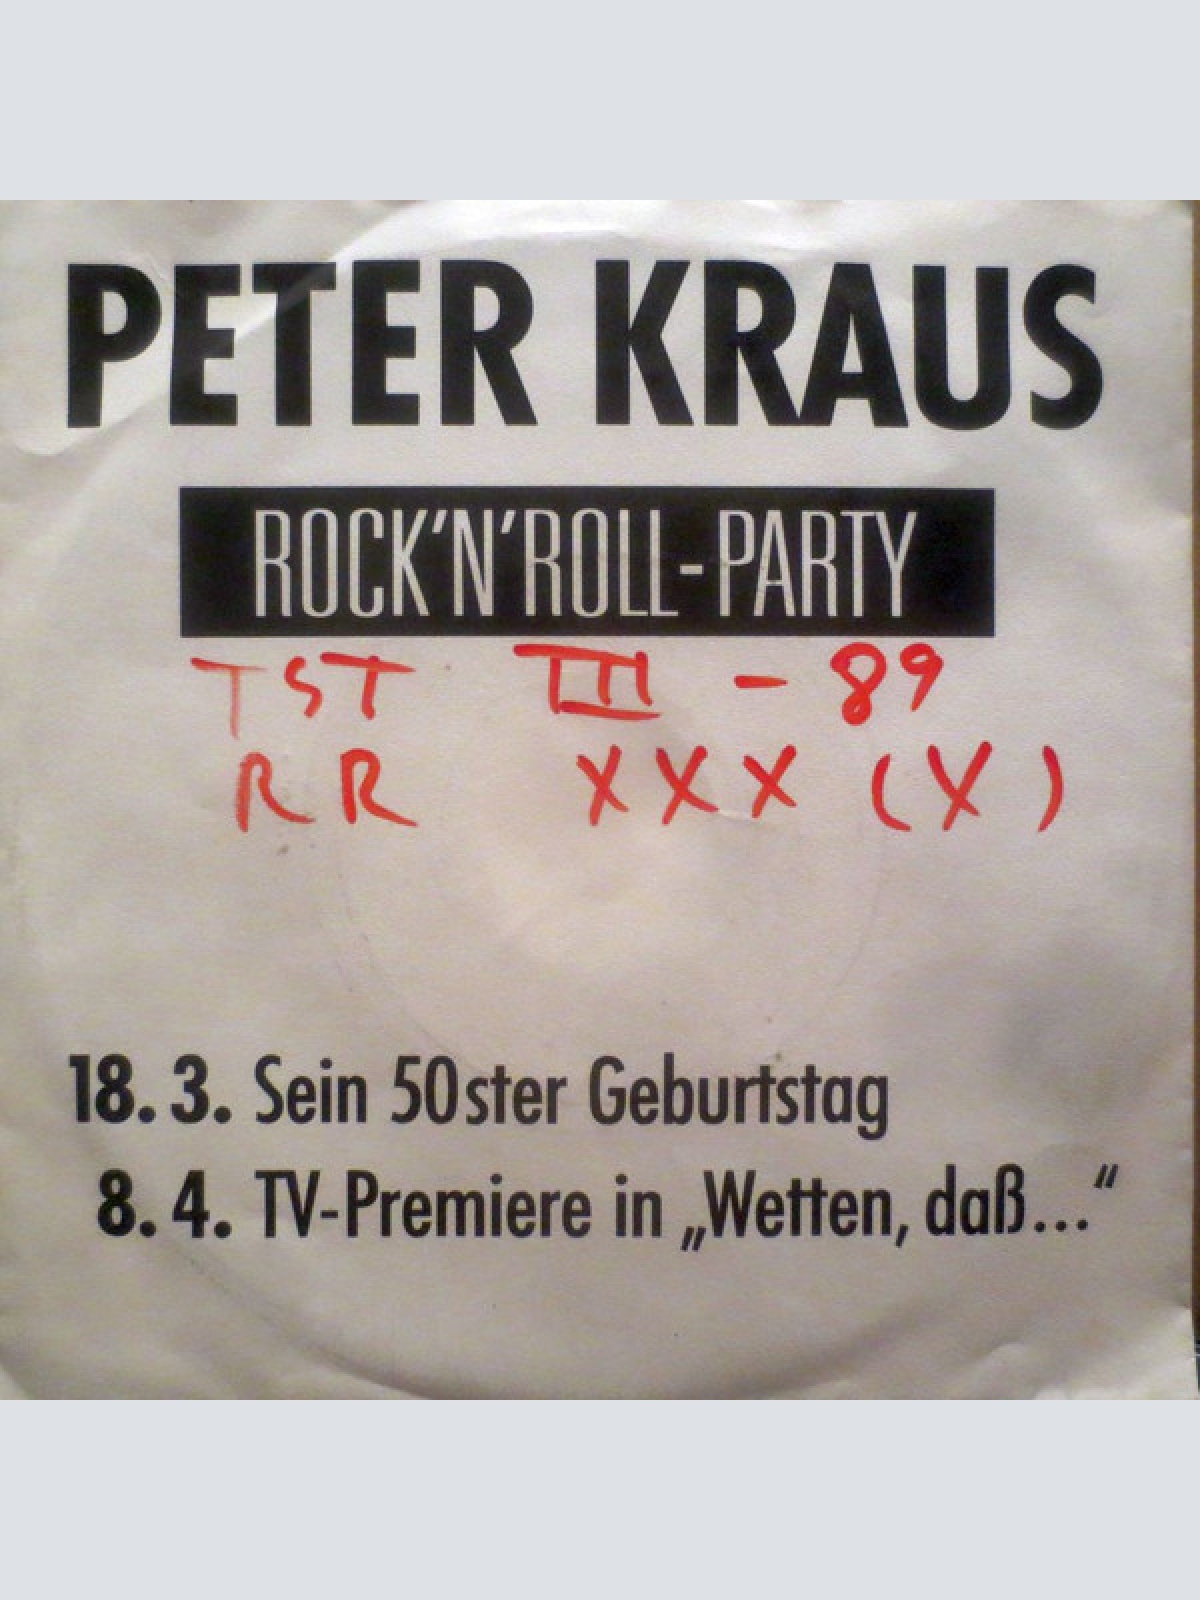 PETER KRAUS
ROCK'N'ROLL-PARTY
TST III - 89
RR XXX (X)
18. 3. Sein 50ster Geburtstag
8. 4. TV-Premiere in „Wetten, daß..."